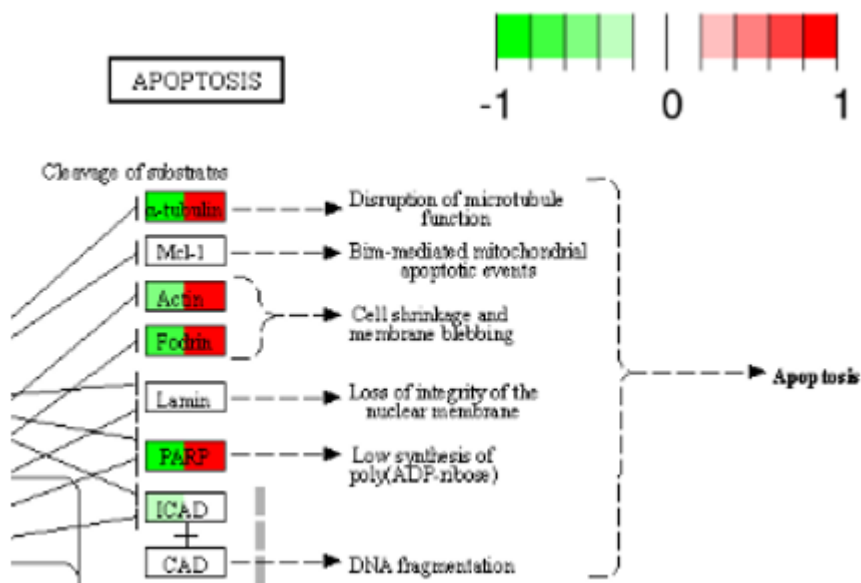 APOPTOSIS
-1 0 1
Cleavage of substrates
α-tubulin
Disruption of microtubule
function
Mcl-1
Bim-mediated mitochondrial
apoptotic events
Actin
Cell shrinkage and
membrane blebbing
Fodrin
Lamin
Loss of integrity of the
nuclear membrane
Apoptosis
PARP
Low synthesis of
poly(ADP-ribose)
ICAD
CAD
DNA fragmentation